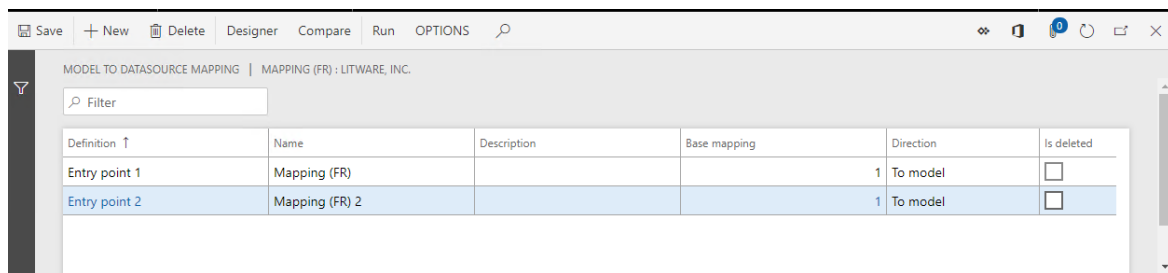 Save + New Delete Designer Compare Run OPTIONS 0
MODEL TO DATASOURCE MAPPING | MAPPING (FR) : LITWARE, INC.
Filter
Definition ↑ Name Description Base mapping Direction Is deleted
Entry point 1 Mapping (FR) 1 To model
Entry point 2 Mapping (FR) 2 1 To model